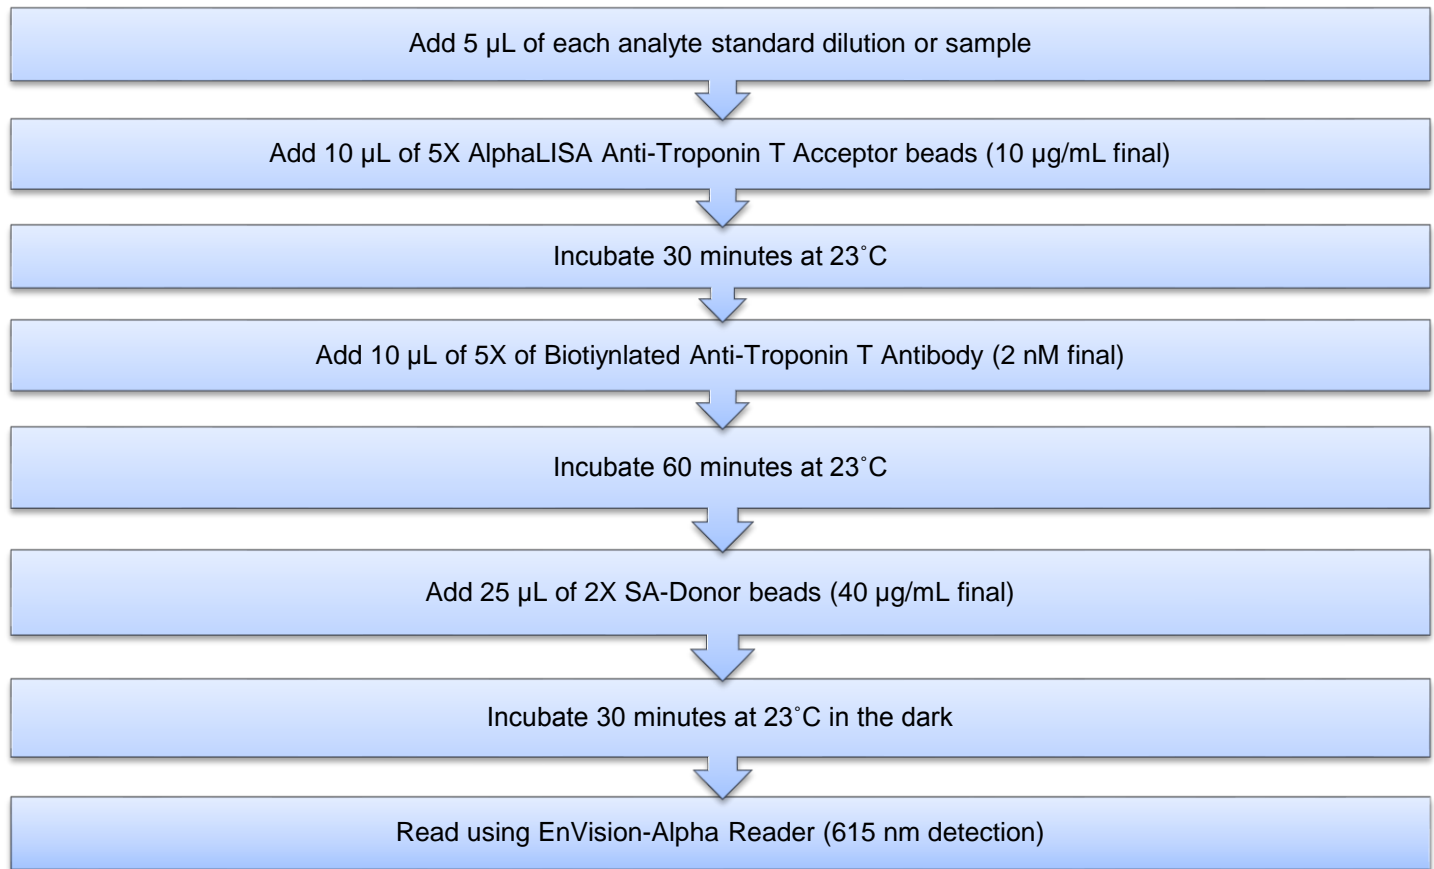 Add 5 µL of each analyte standard dilution or sample
Add 10 µL of 5X AlphaLISA Anti-Troponin T Acceptor beads (10 µg/mL final)
Incubate 30 minutes at 23˚C
Add 10 µL of 5X of Biotiynlated Anti-Troponin T Antibody (2 nM final)
Incubate 60 minutes at 23˚C
Add 25 µL of 2X SA-Donor beads (40 µg/mL final)
Incubate 30 minutes at 23˚C in the dark
Read using EnVision-Alpha Reader (615 nm detection)